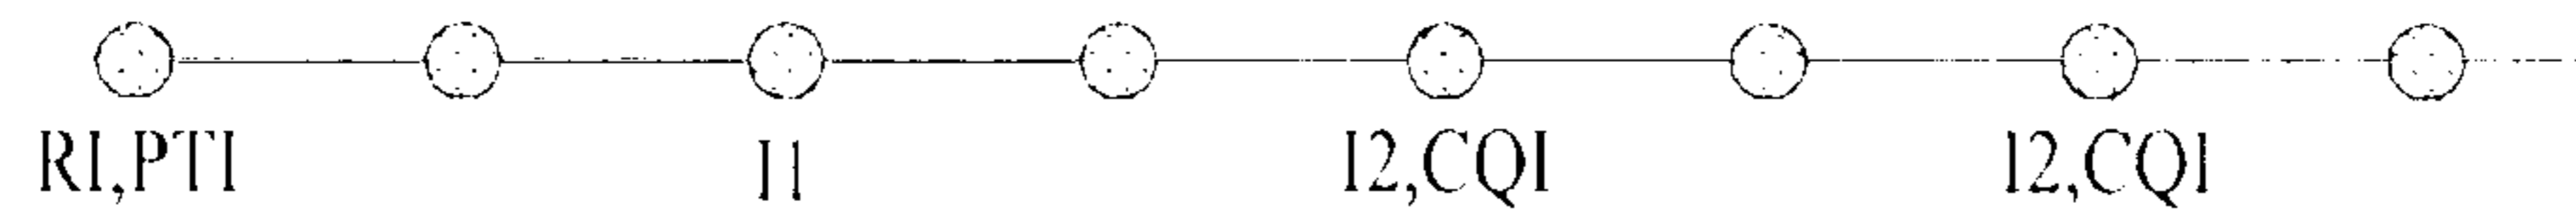 RI,PTI I1 I2,CQI I2,CQI